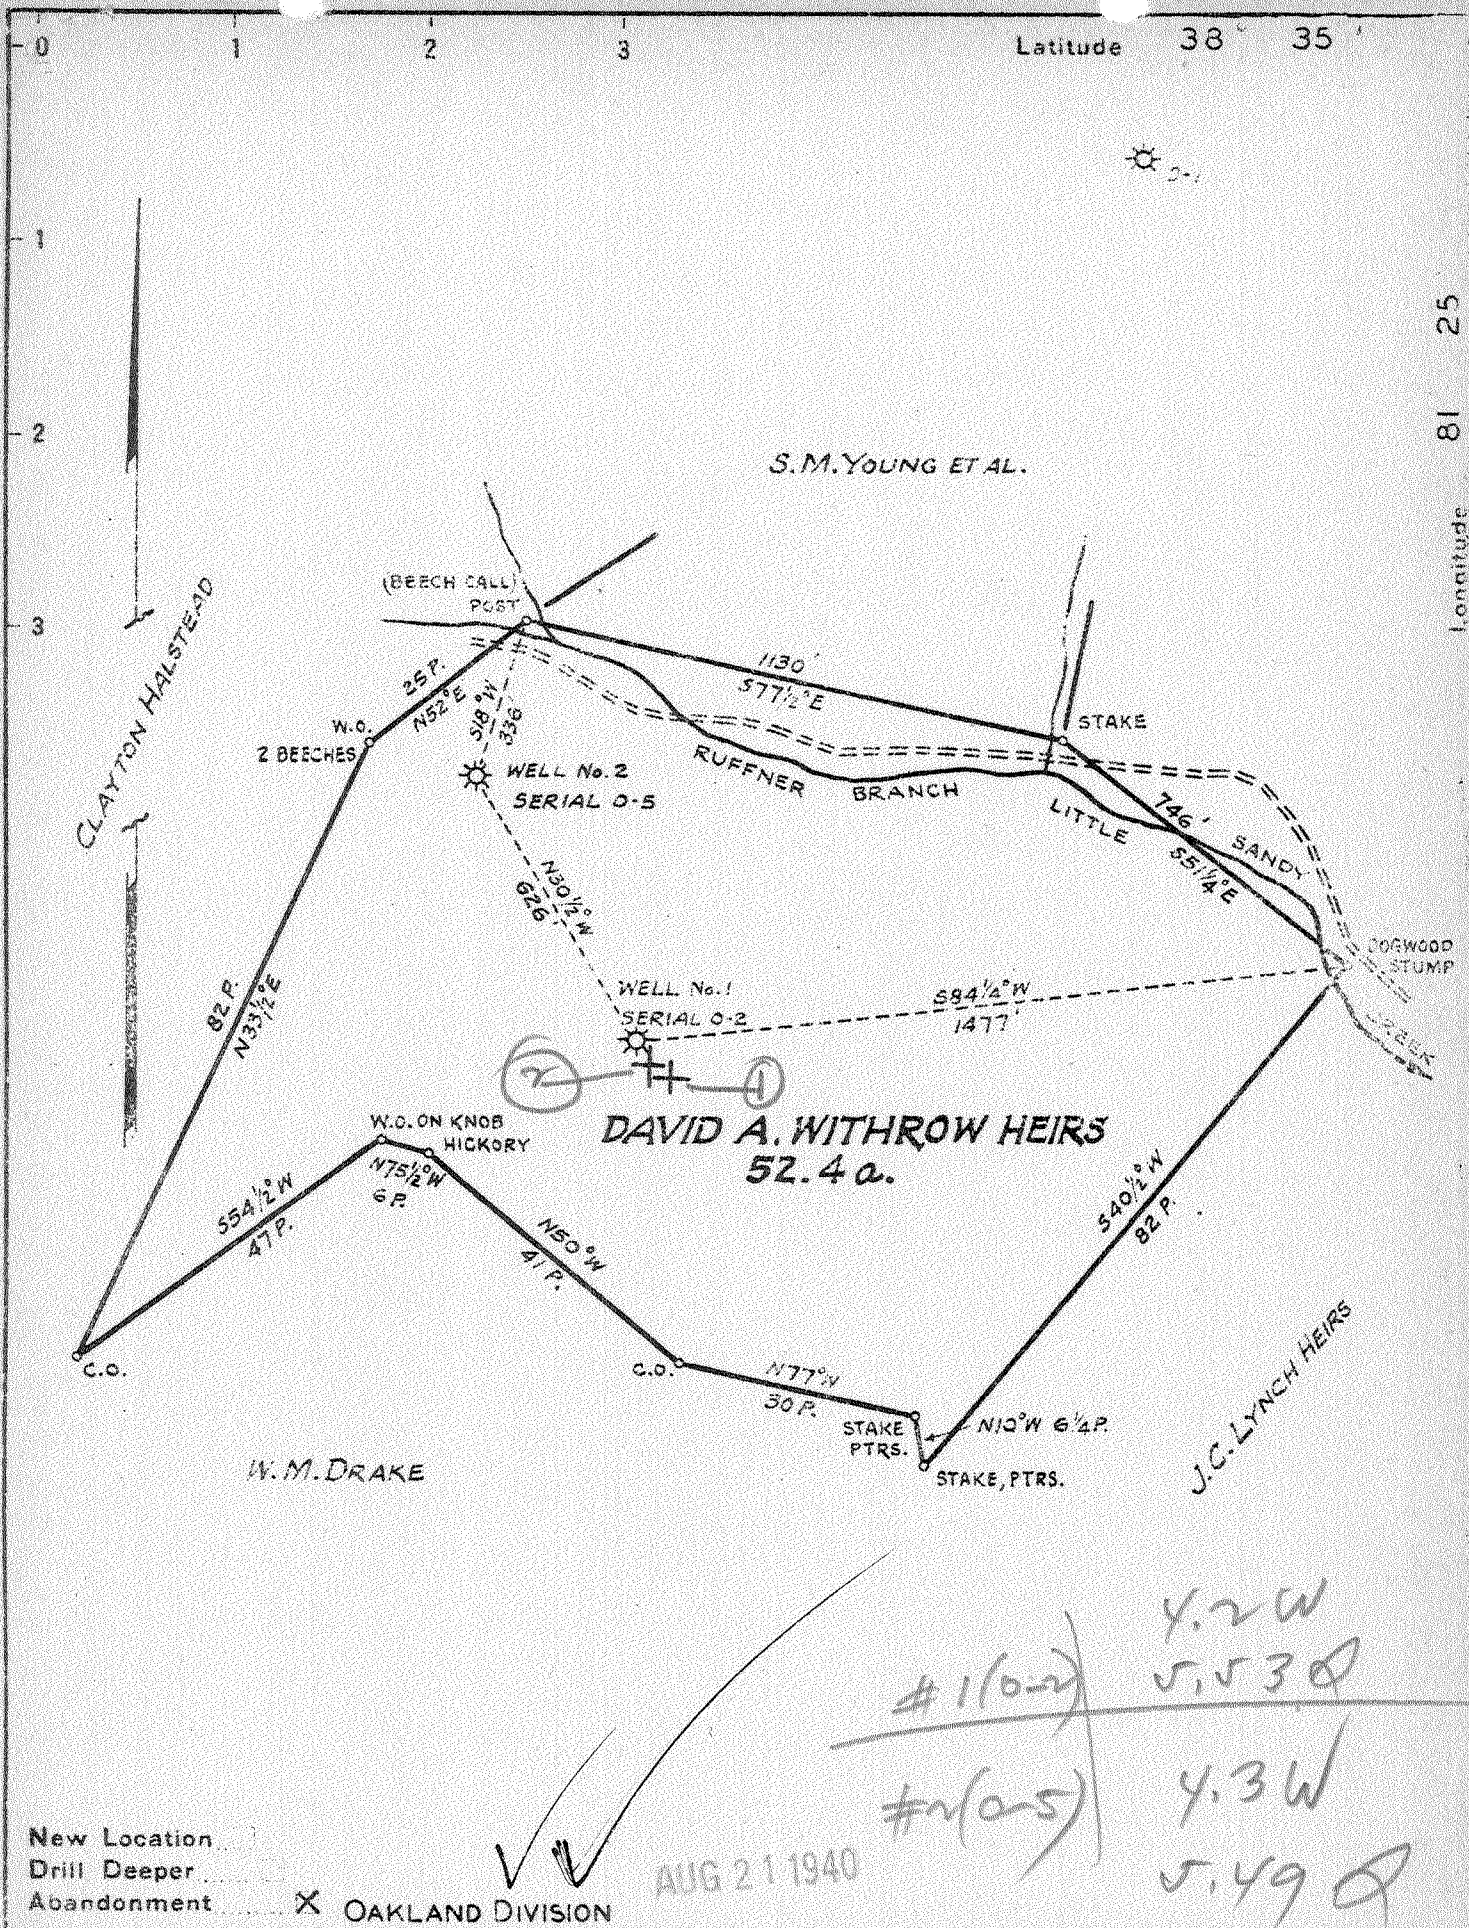 0 1 2 3 Latitude 38° 35'
1
2
3
Longitude 81 25
S.M. YOUNG ET AL.
CLAYTON HALSTEAD
(BEECH CALL)
POST
25 P.
N52°E
S18°W
336'
1130'
S77½°E
STAKE
W.O.
2 BEECHES
WELL No. 2
SERIAL O-5
RUFFNER BRANCH
LITTLE SANDY CREEK
746'
S51¼°E
DOGWOOD
STUMP
N30½°W
626'
82 P.
N33½°E
WELL No. 1
SERIAL O-2
S84¼°W
1477'
2
1
DAVID A. WITHROW HEIRS
52.4 a.
W.O. ON KNOB
HICKORY
N75½°W
6 P.
S54½°W
47 P.
N50°W
41 P.
S40½°W
82 P.
C.O.
C.O.
N77°W
30 P.
STAKE
PTRS.
N10°W 6¼ P.
STAKE, PTRS.
W.M. DRAKE
J.C. LYNCH HEIRS
4.2 W
#1 (0-2) 5.53 
#2 (0-5) 4.3 W
5.49 
New Location
Drill Deeper
Abandonment X OAKLAND DIVISION
AUG 21 1940